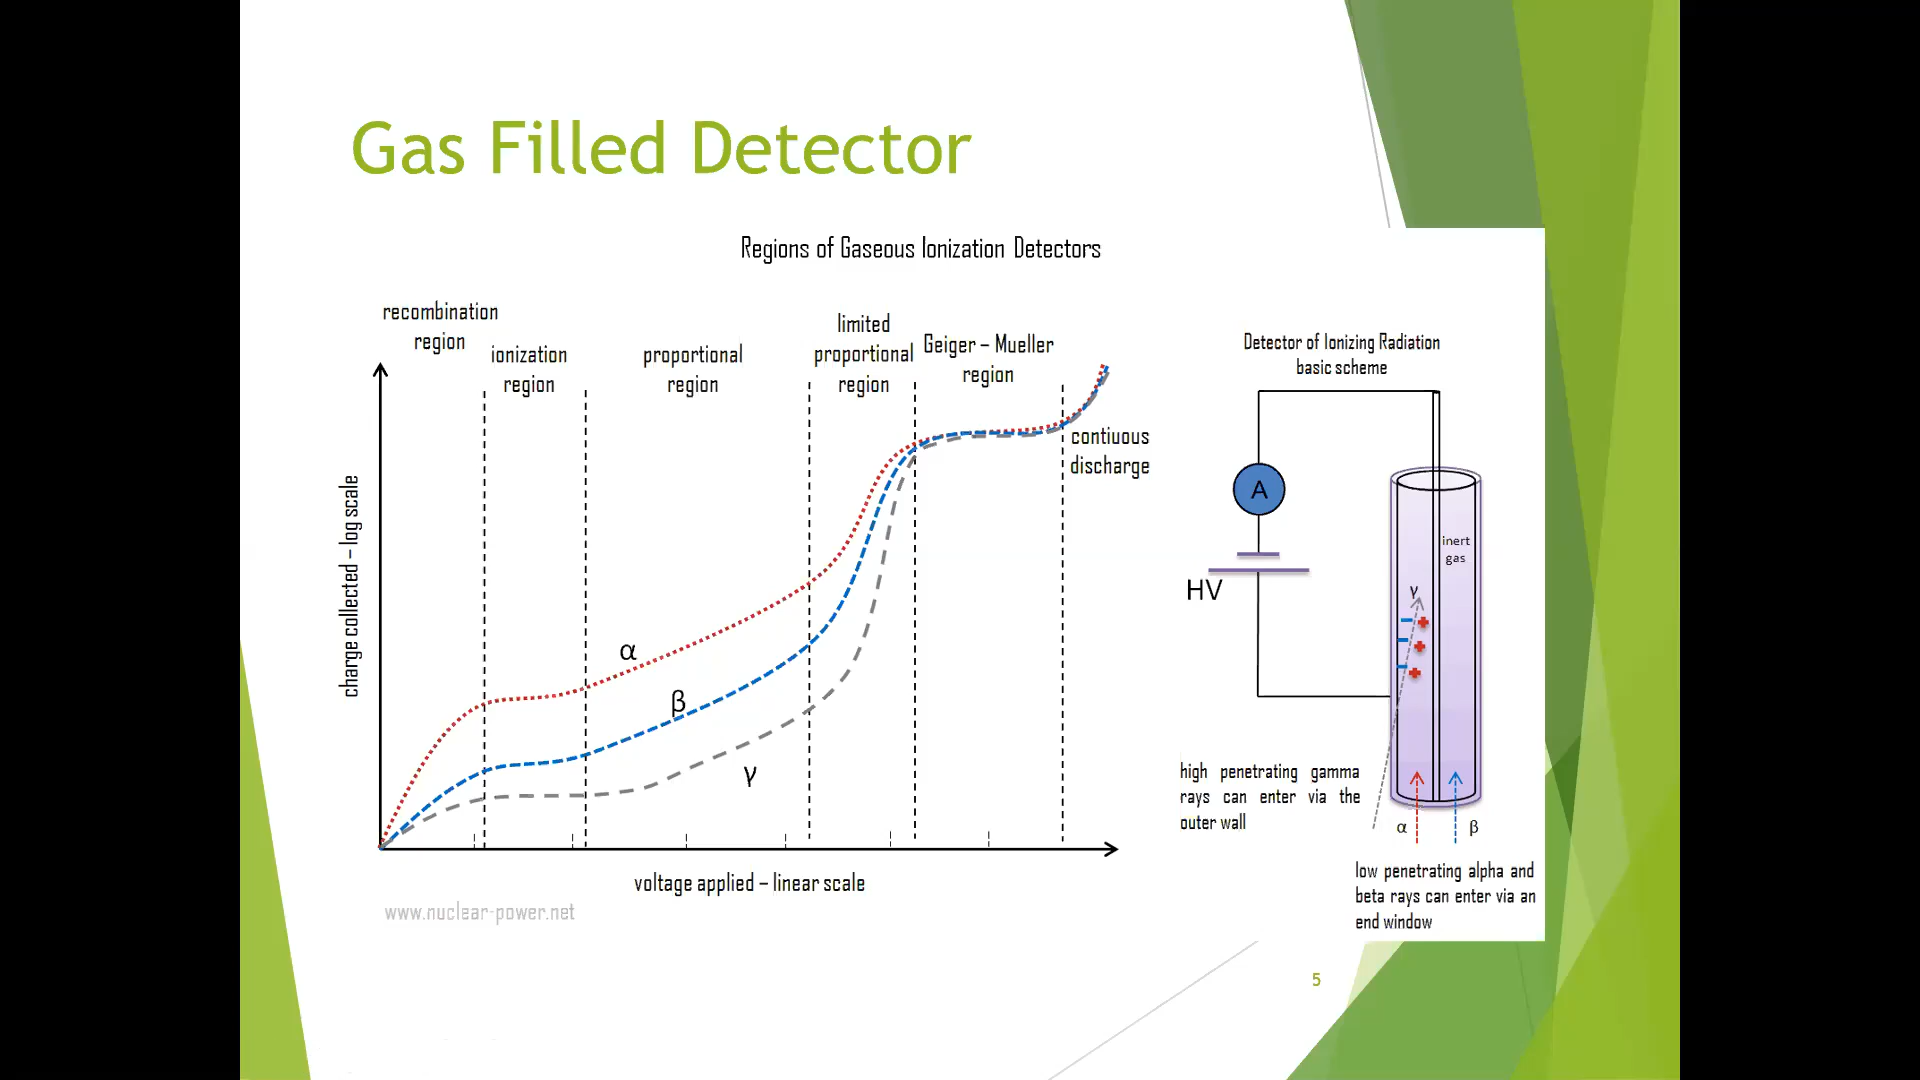 Gas Filled Detector
Regions of Gaseous Ionization Detectors
recombination
region
ionization
region
proportional
region
limited
proportional
region
Geiger – Mueller
region
contiuous
discharge
charge collected – log scale
α
β
γ
voltage applied – linear scale
www.nuclear-power.net
Detector of Ionizing Radiation
basic scheme
A
HV
inert
gas
γ
high penetrating gamma
rays can enter via the
outer wall
α
β
low penetrating alpha and
beta rays can enter via an
end window
5